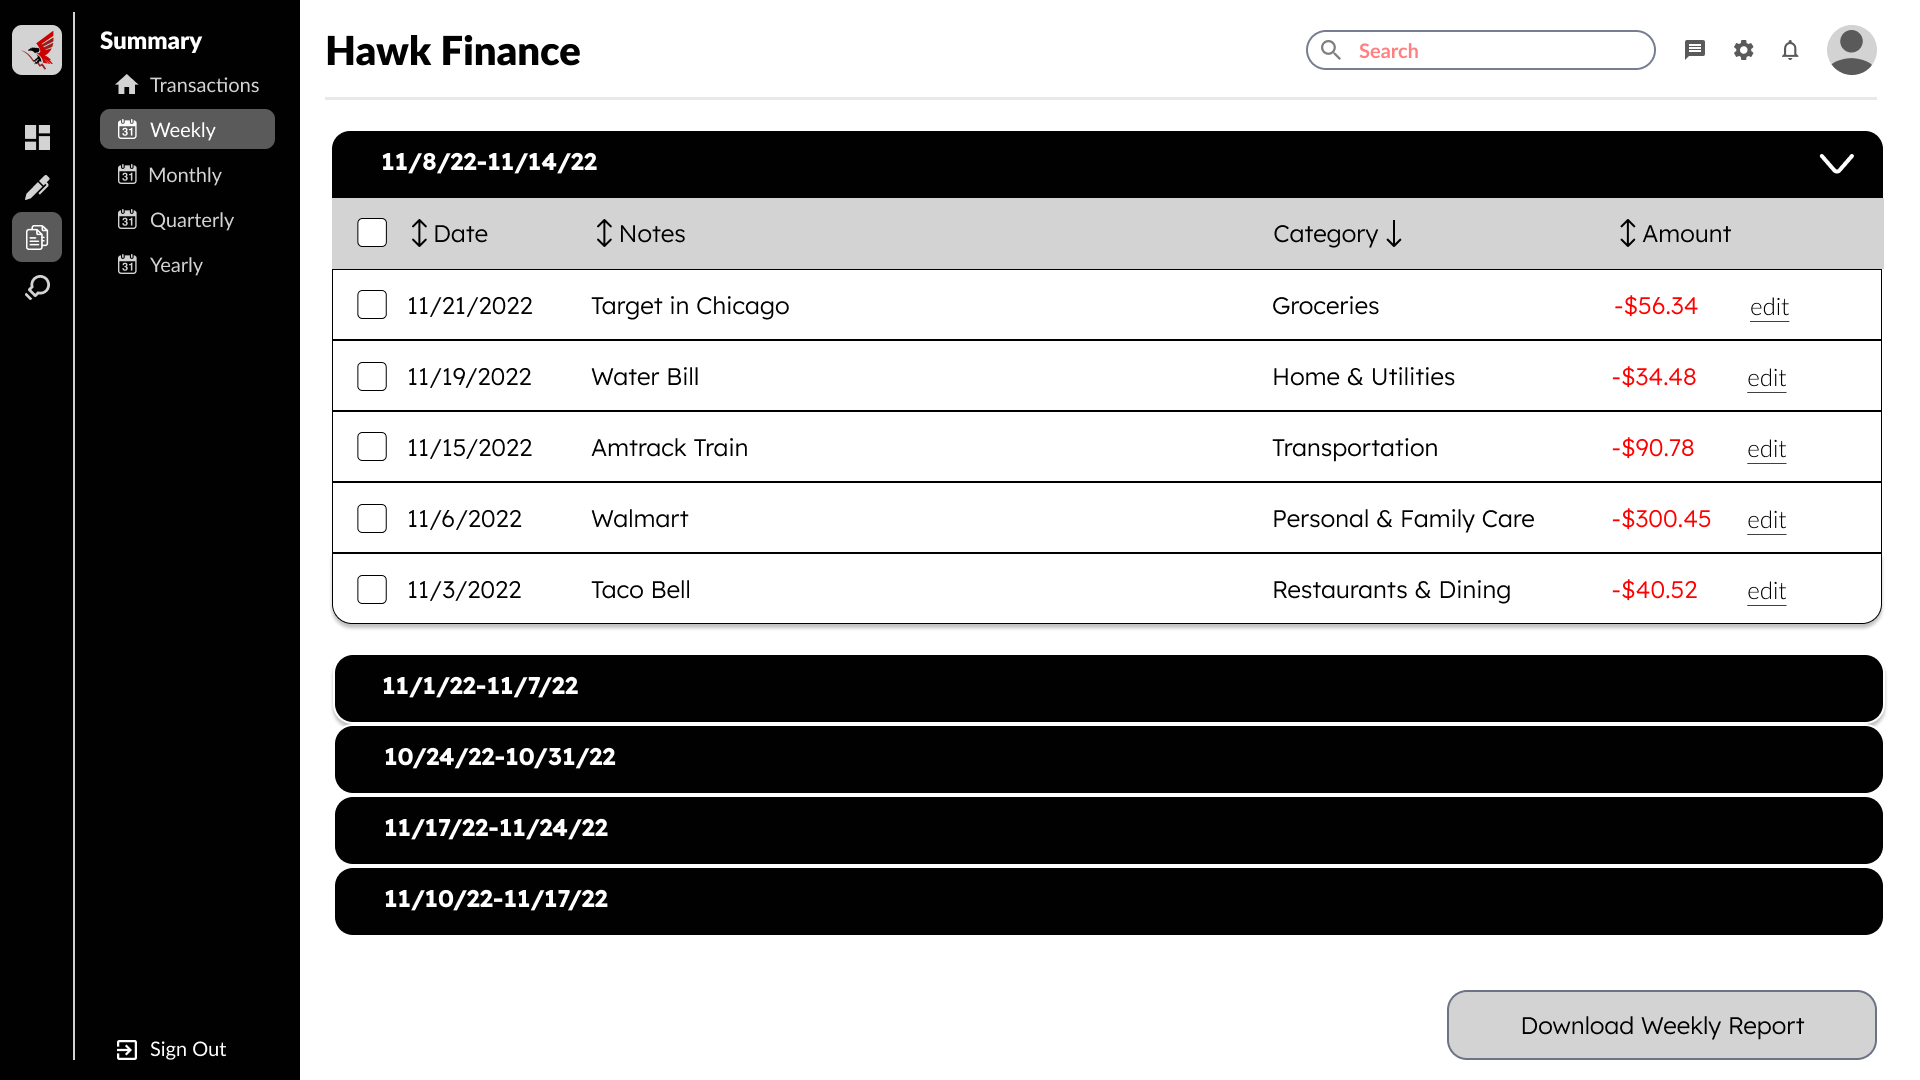 Summary
Transactions
31 Weekly
31 Monthly
31 Quarterly
31 Yearly
Sign Out
Hawk Finance
Search
11/8/22-11/14/22
Date Notes Category Amount
11/21/2022 Target in Chicago Groceries -$56.34 edit
11/19/2022 Water Bill Home & Utilities -$34.48 edit
11/15/2022 Amtrack Train Transportation -$90.78 edit
11/6/2022 Walmart Personal & Family Care -$300.45 edit
11/3/2022 Taco Bell Restaurants & Dining -$40.52 edit
11/1/22-11/7/22
10/24/22-10/31/22
11/17/22-11/24/22
11/10/22-11/17/22
Download Weekly Report